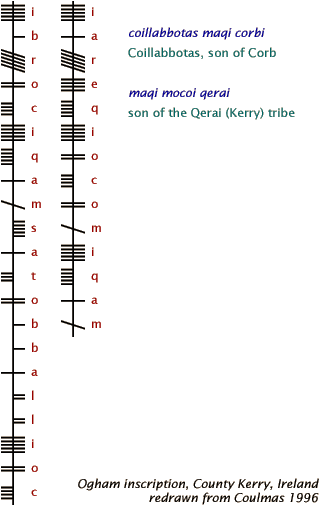 ᚔ i
ᚁ b
ᚏ r
ᚑ o
ᚉ c
ᚔ i
ᚊ q
ᚐ a
ᚋ m
ᚄ s
ᚐ a
ᚈ t
ᚑ o
ᚁ b
ᚁ b
ᚐ a
ᚂ l
ᚂ l
ᚔ i
ᚑ o
ᚉ c
ᚔ i
ᚐ a
ᚏ r
ᚓ e
ᚊ q
ᚔ i
ᚑ o
ᚉ c
ᚑ o
ᚋ m
ᚔ i
ᚊ q
ᚐ a
ᚋ m
coillabbotas maqi corbi
Coillabbotas, son of Corb
maqi mocoi qerai
son of the Qerai (Kerry) tribe
Ogham inscription, County Kerry, Ireland
redrawn from Coulmas 1996